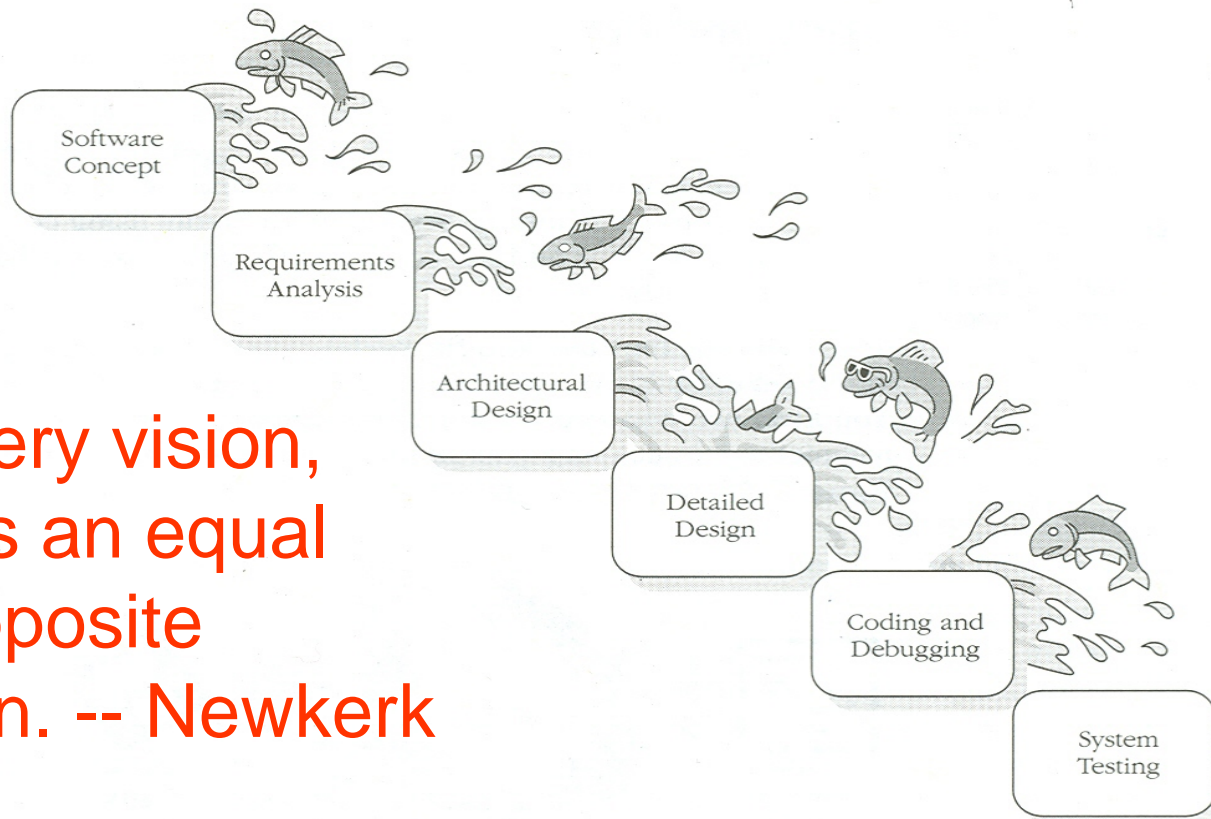 Software
Concept
Requirements
Analysis
Architectural
Design
ery vision,
s an equal
posite
n. -- Newkerk
Detailed
Design
Coding and
Debugging
System
Testing